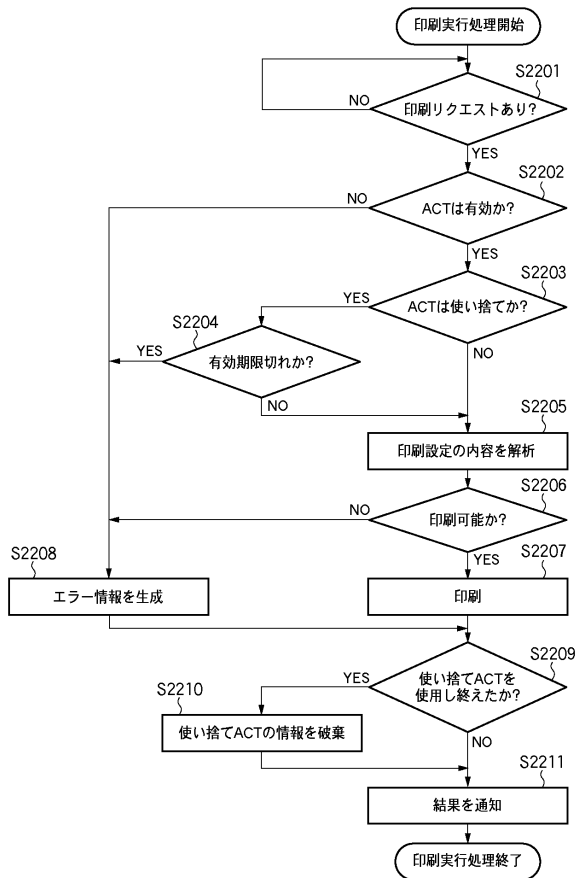 印刷実行処理開始
S2201
印刷リクエストあり?
NO
YES
S2202
ACTは有効か?
NO
YES
S2203
ACTは使い捨てか?
YES
NO
S2204
有効期限切れか?
YES
NO
S2205
印刷設定の内容を解析
S2206
印刷可能か?
NO
YES
S2207
印刷
S2208
エラー情報を生成
S2209
使い捨てACTを
使用し終えたか?
YES
NO
S2210
使い捨てACTの情報を破棄
S2211
結果を通知
印刷実行処理終了